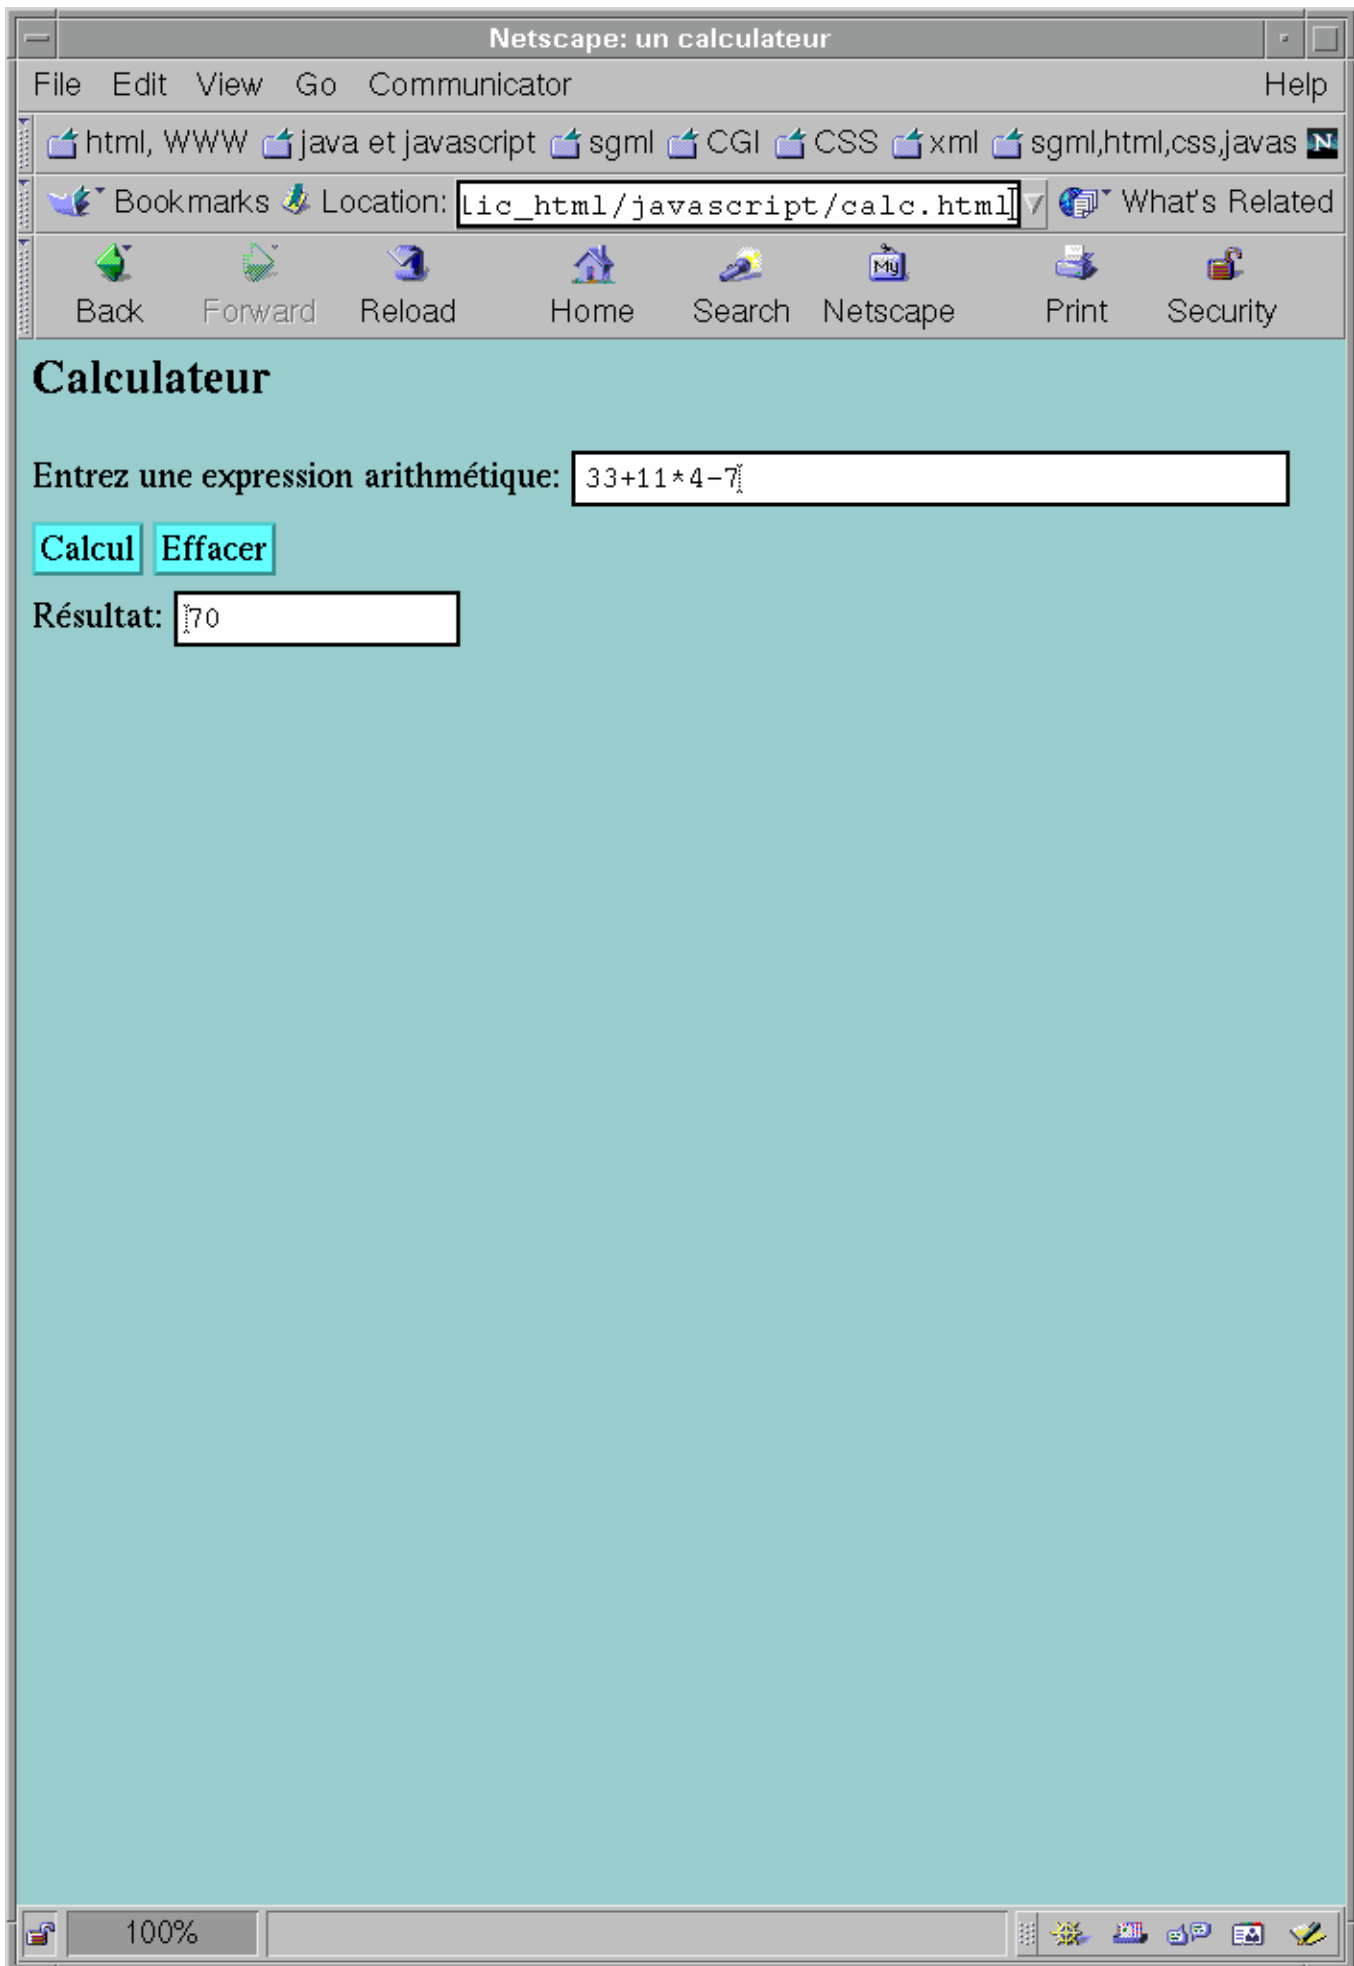 Netscape: un calculateur
File Edit View Go Communicator Help
html, WWW java et javascript sgml CGI CSS xml sgml,html,css,javas N
Bookmarks Location: lic_html/javascript/calc.html What's Related
My
Back Forward Reload Home Search Netscape Print Security
Calculateur
Entrez une expression arithmétique: 33+11*4-7
Calcul Effacer
Résultat: 70
100%